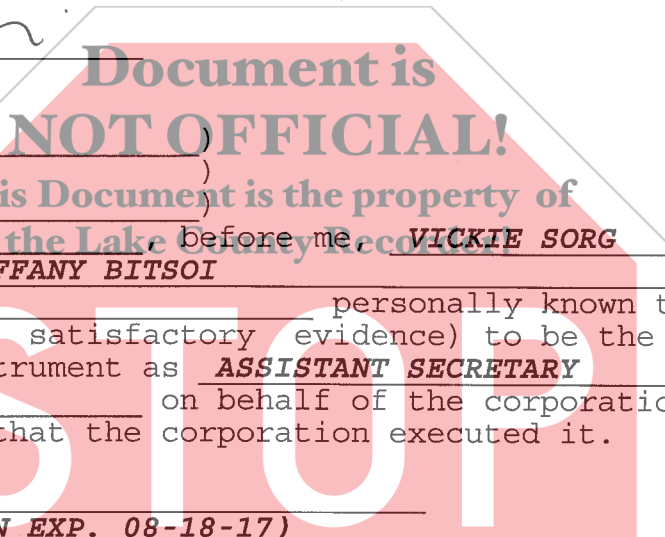 Document is
NOT OFFICIAL!
)
)
is Document is the property of
)
the Lake County Recorder!
, before me, VICKIE SORG
FFANY BITSOI
personally known t
satisfactory evidence) to be the
trument as ASSISTANT SECRETARY
on behalf of the corporatio
that the corporation executed it.
STOP
N EXP. 08-18-17)